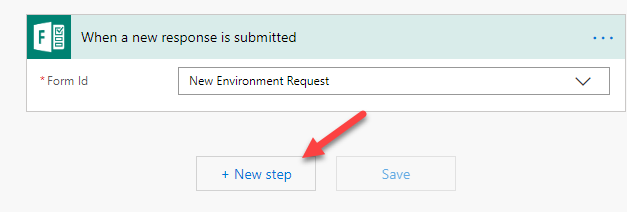 When a new response is submitted
* Form Id
New Environment Request
+ New step
Save